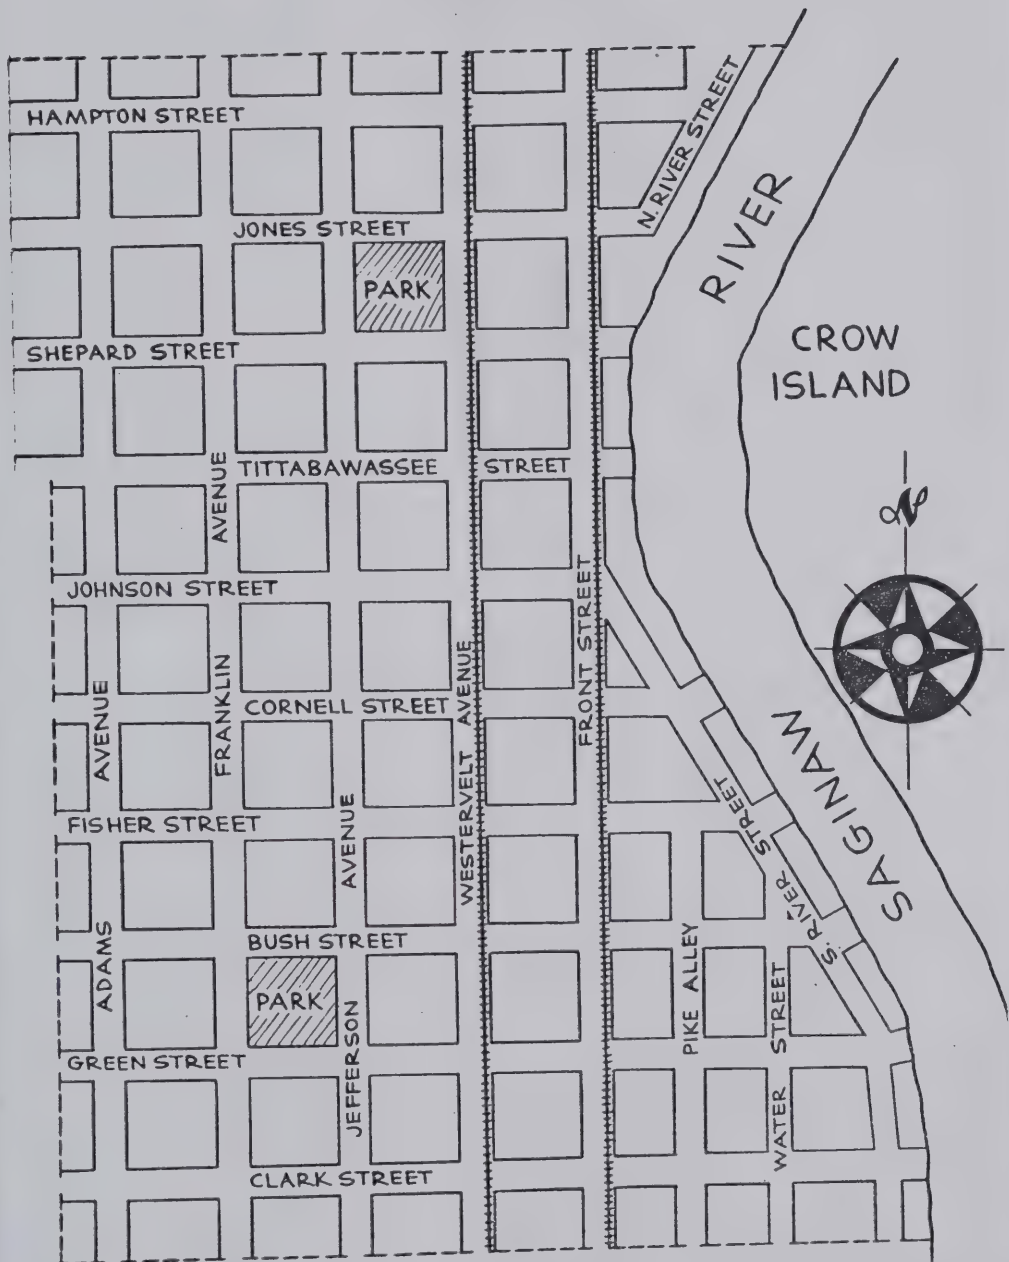 HAMPTON STREET
N. RIVER STREET
JONES STREET
RIVER
PARK
SHEPARD STREET
CROW
ISLAND
AVENUE
TITTABAWASSEE STREET
N
JOHNSON STREET
FRONT STREET
WESTERVELT AVENUE
FRANKLIN
AVENUE
CORNELL STREET
SAGINAW
FISHER STREET
AVENUE
S. RIVER STREET
ADAMS
BUSH STREET
PIKE ALLEY
PARK
WATER STREET
JEFFERSON
GREEN STREET
CLARK STREET